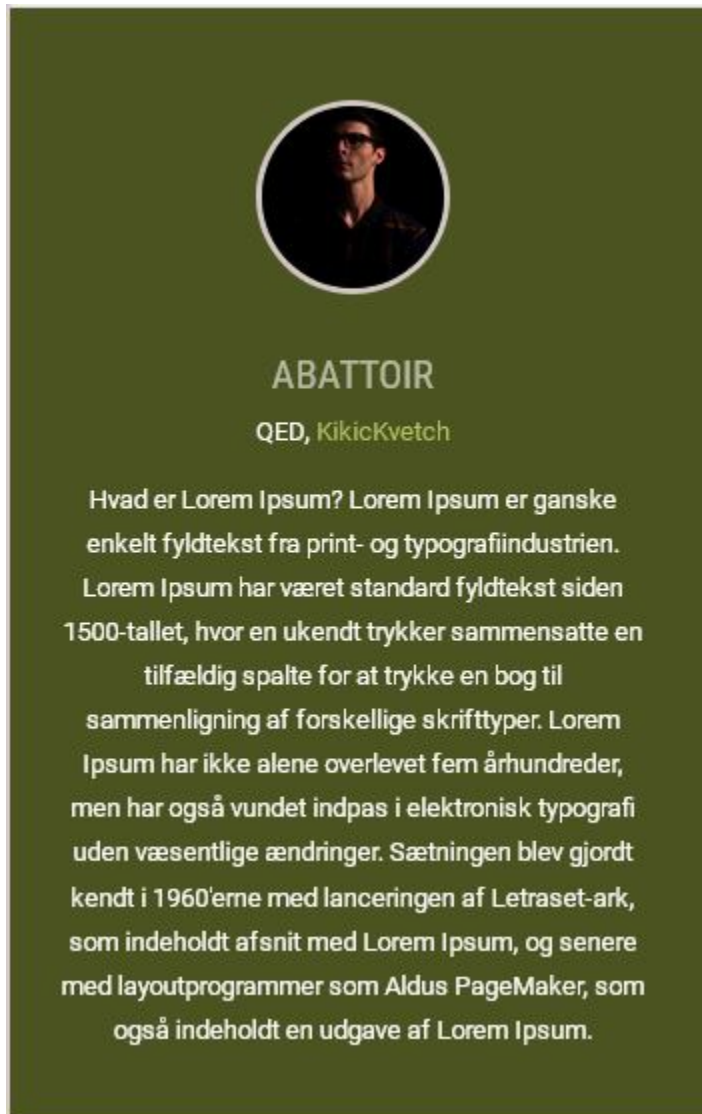 ABATTOIR
QED, KikicKvetch
Hvad er Lorem Ipsum? Lorem Ipsum er ganske
enkelt fyldtekst fra print- og typografiindustrien.
Lorem Ipsum har været standard fyldtekst siden
1500-tallet, hvor en ukendt trykker sammensatte en
tilfældig spalte for at trykke en bog til
sammenligning af forskellige skrifttyper. Lorem
Ipsum har ikke alene overlevet fem århundreder,
men har også vundet indpas i elektronisk typografi
uden væsentlige ændringer. Sætningen blev gjordt
kendt i 1960'erne med lanceringen af Letraset-ark,
som indeholdt afsnit med Lorem Ipsum, og senere
med layoutprogrammer som Aldus PageMaker, som
også indeholdt en udgave af Lorem Ipsum.